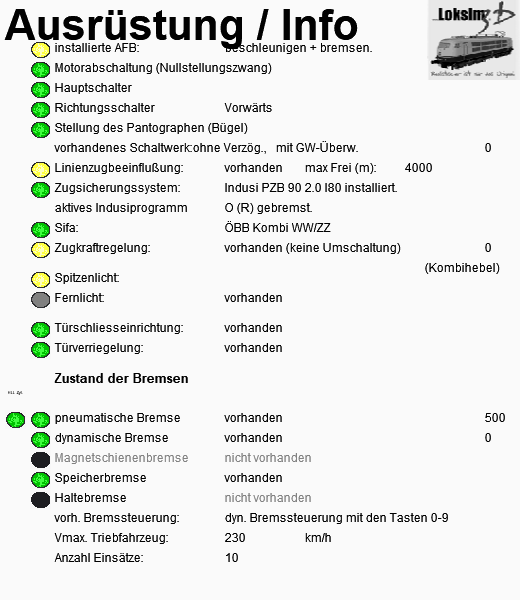 Ausrüstung / Info
Loksim 3D
installierte AFB: beschleunigen + bremsen.
Motorabschaltung (Nullstellungszwang)
Hauptschalter
Richtungsschalter Vorwärts
Stellung des Pantographen (Bügel)
vorhandenes Schaltwerk:ohne Verzög., mit GW-Überw. 0
Linienzugbeeinflußung: vorhanden max Frei (m): 4000
Zugsicherungssystem: Indusi PZB 90 2.0 I80 installiert.
aktives Indusiprogramm O (R) gebremst.
Sifa: ÖBB Kombi WW/ZZ
Zugkraftregelung: vorhanden (keine Umschaltung) 0
(Kombihebel)
Spitzenlicht:
Fernlicht: vorhanden
Türschliesseinrichtung: vorhanden
Türverriegelung: vorhanden
Zustand der Bremsen
pneumatische Bremse vorhanden 500
dynamische Bremse vorhanden 0
Magnetschienenbremse nicht vorhanden
Speicherbremse vorhanden
Haltebremse nicht vorhanden
vorh. Bremssteuerung: dyn. Bremssteuerung mit den Tasten 0-9
Vmax. Triebfahrzeug: 230 km/h
Anzahl Einsätze: 10